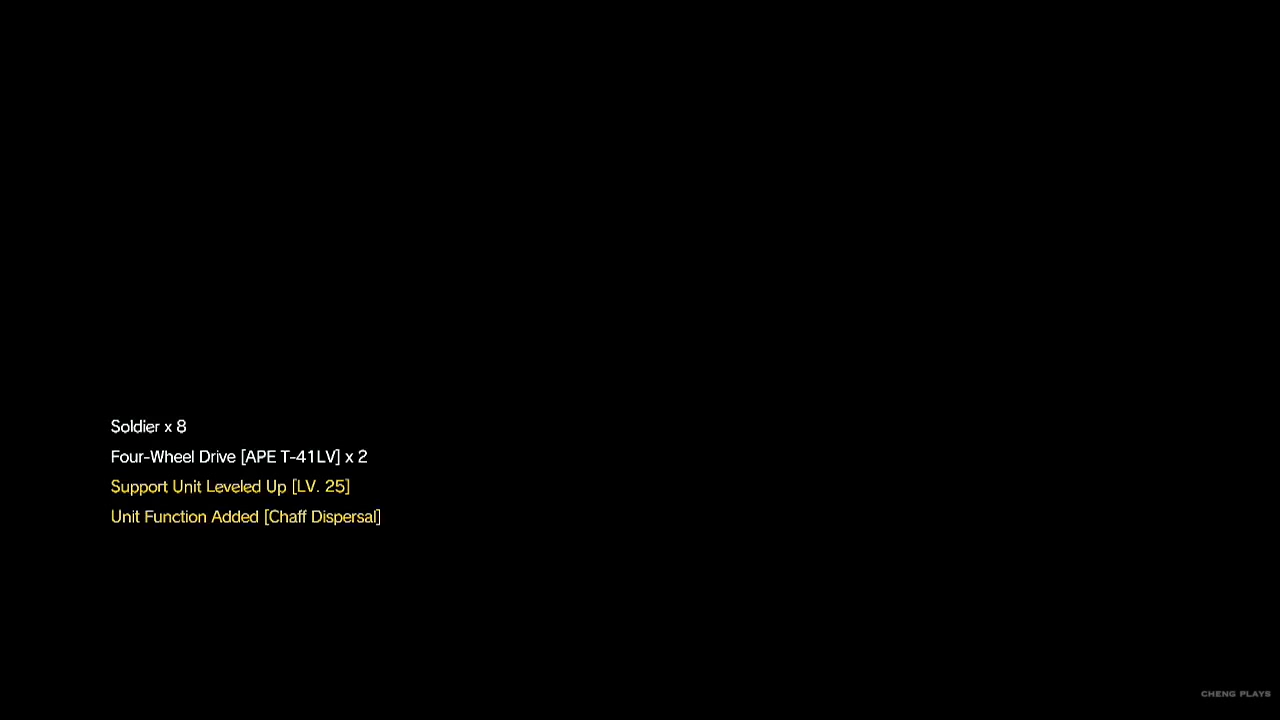 Soldier x 8
Four-Wheel Drive [APE T-41LV] x 2
Support Unit Leveled Up [LV. 25]
Unit Function Added [Chaff Dispersal]
CHENG PLAYS